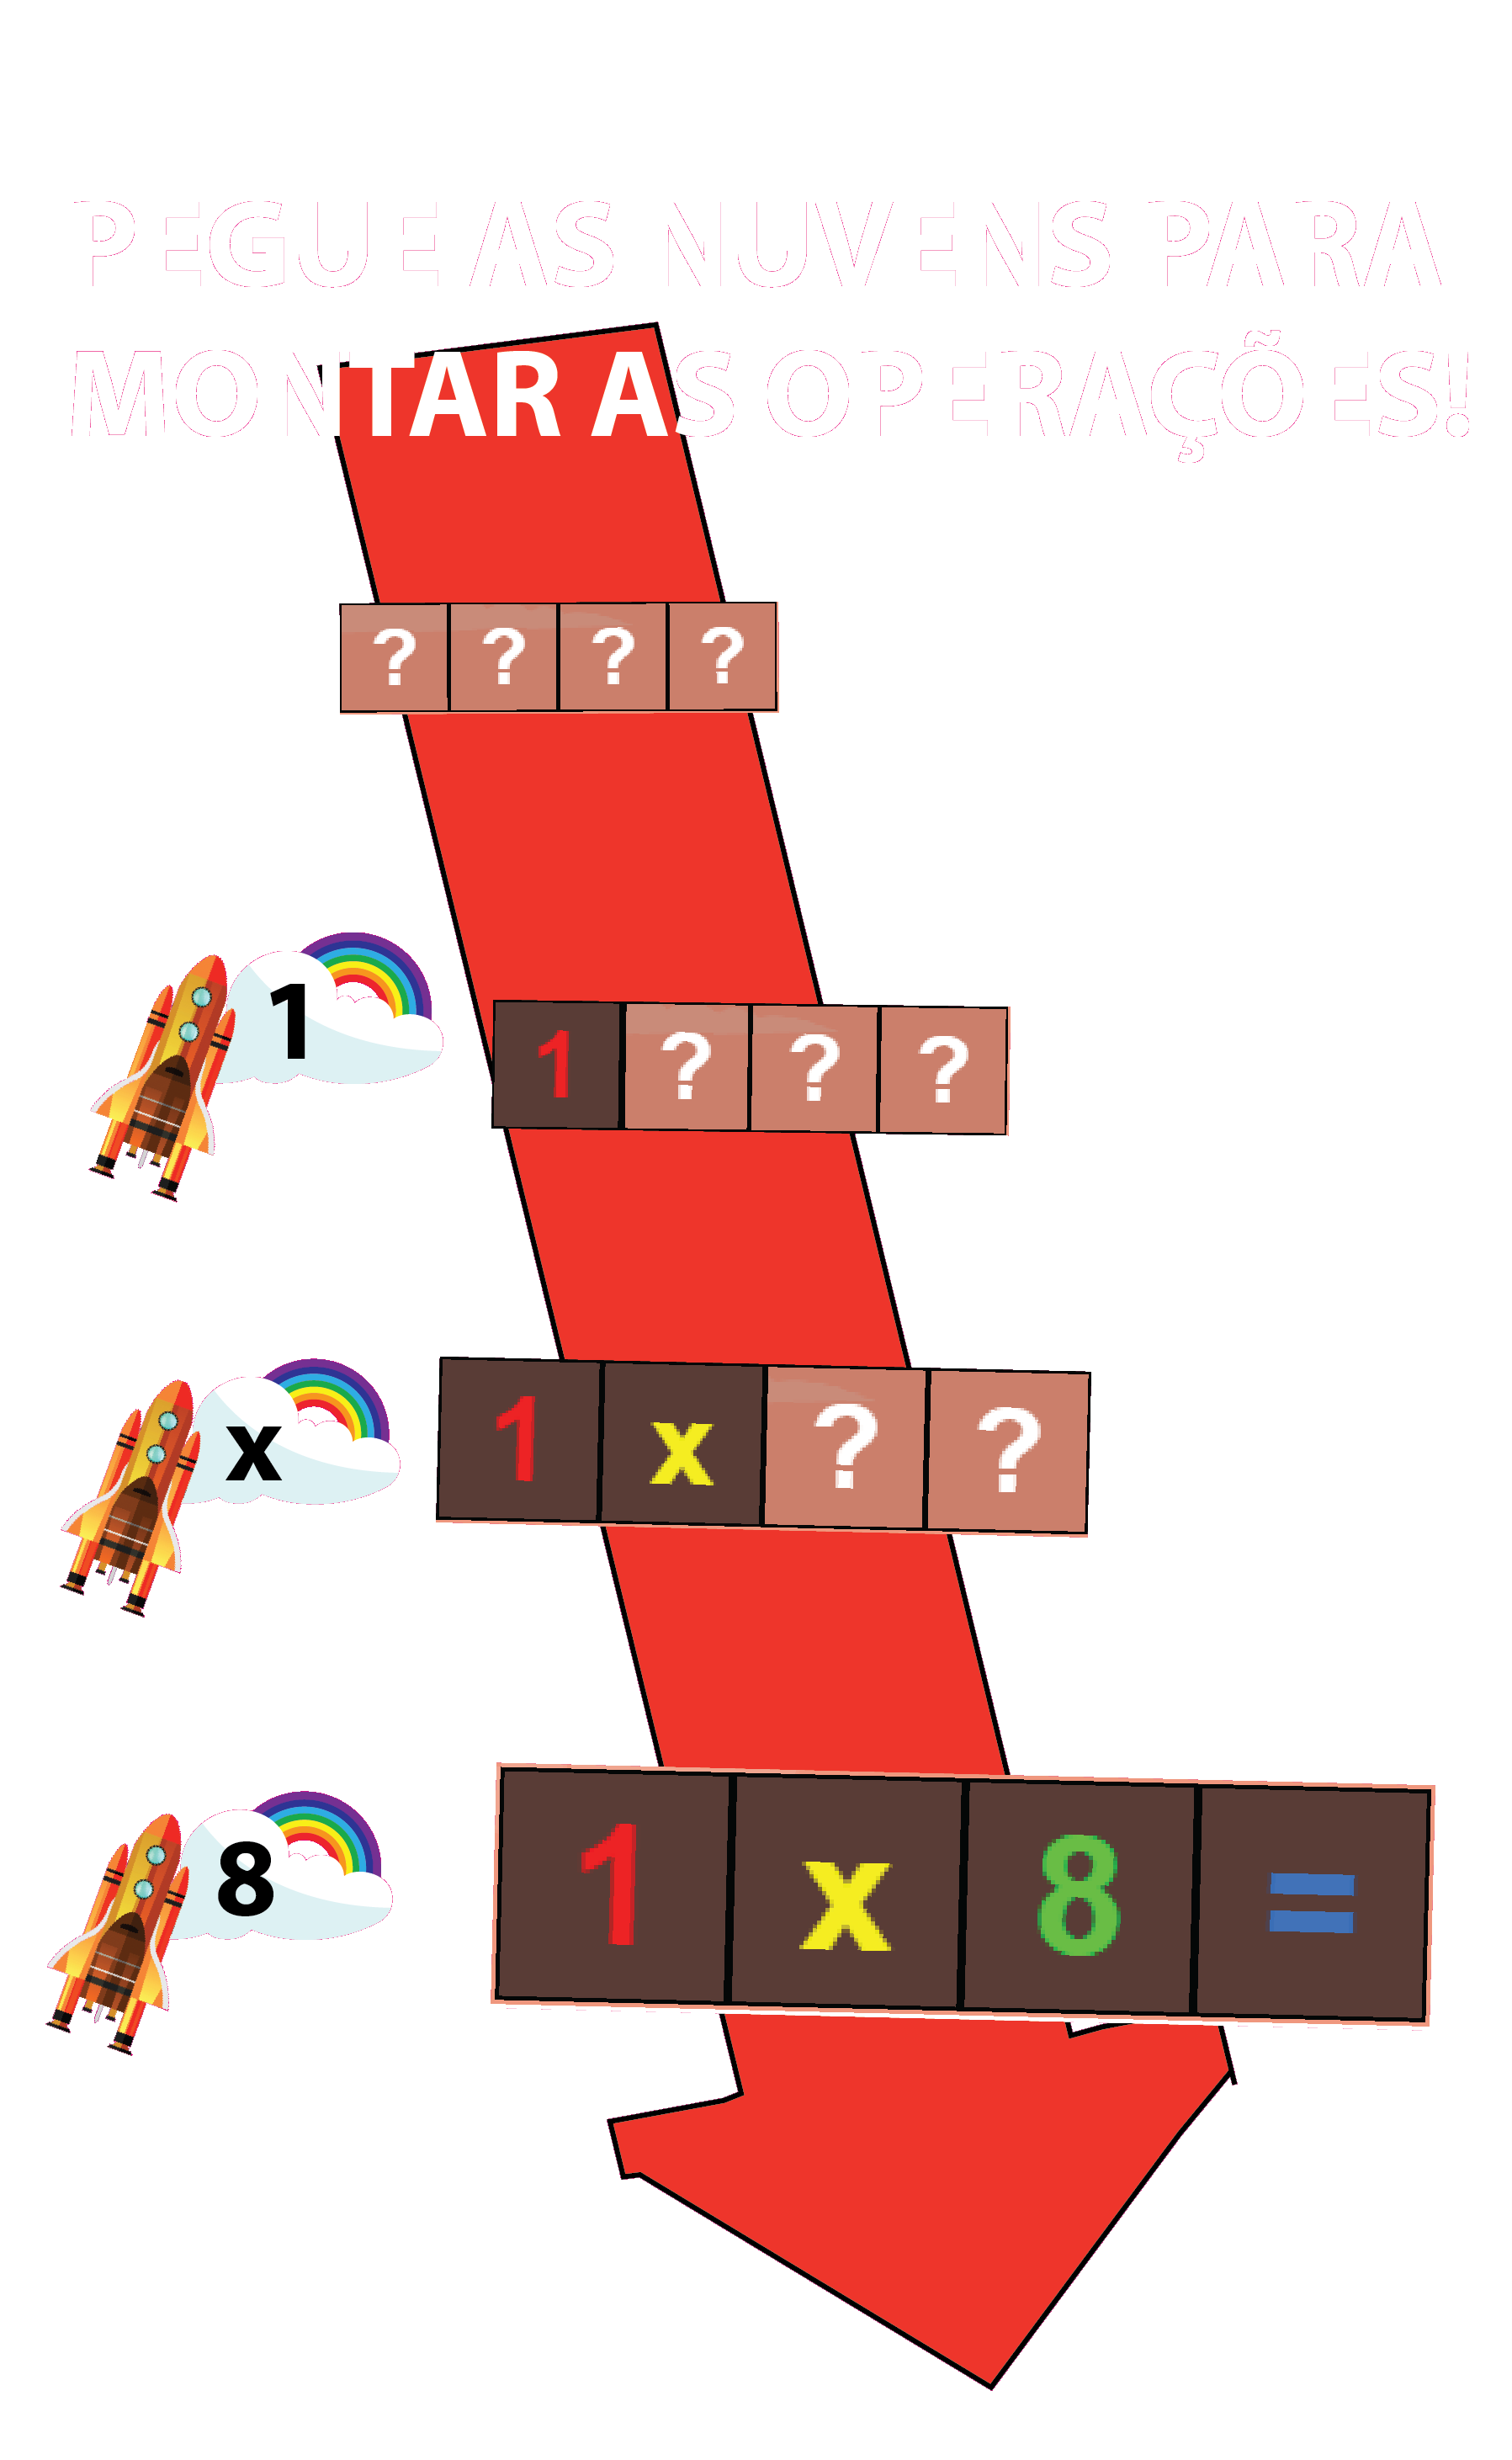 PEGUE AS NUVENS PARA
MONTAR AS OPERAÇÕES!
? ? ? ?
1
1 ? ? ?
x
1 x ? ?
8
1 x 8 =